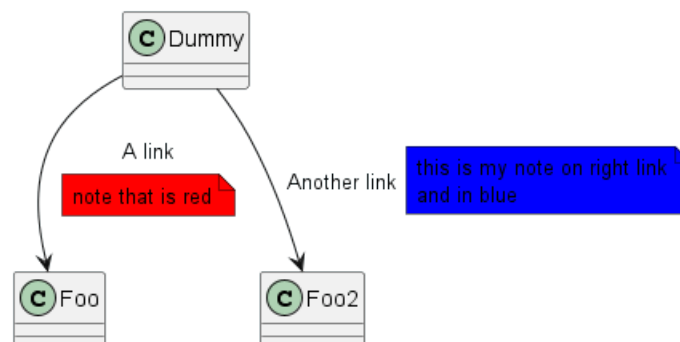 C Dummy
A link
note that is red
Another link
this is my note on right link
and in blue
C Foo
C Foo2